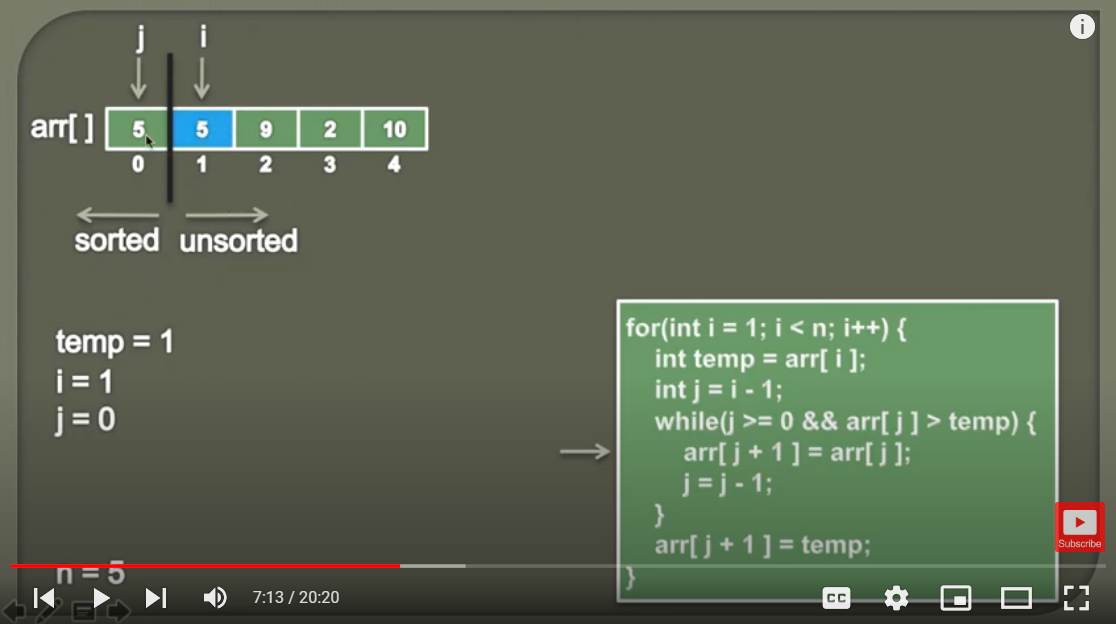 j i
arr[ ] 5 5 9 2 10
0 1 2 3 4
sorted unsorted
temp = 1
i = 1
j = 0
n = 5
for(int i = 1; i < n; i++) {
int temp = arr[ i ];
int j = i - 1;
while(j >= 0 && arr[ j ] > temp) {
arr[ j + 1 ] = arr[ j ];
j = j - 1;
}
arr[ j + 1 ] = temp;
}
Subscribe
7:13 / 20:20
CC
i